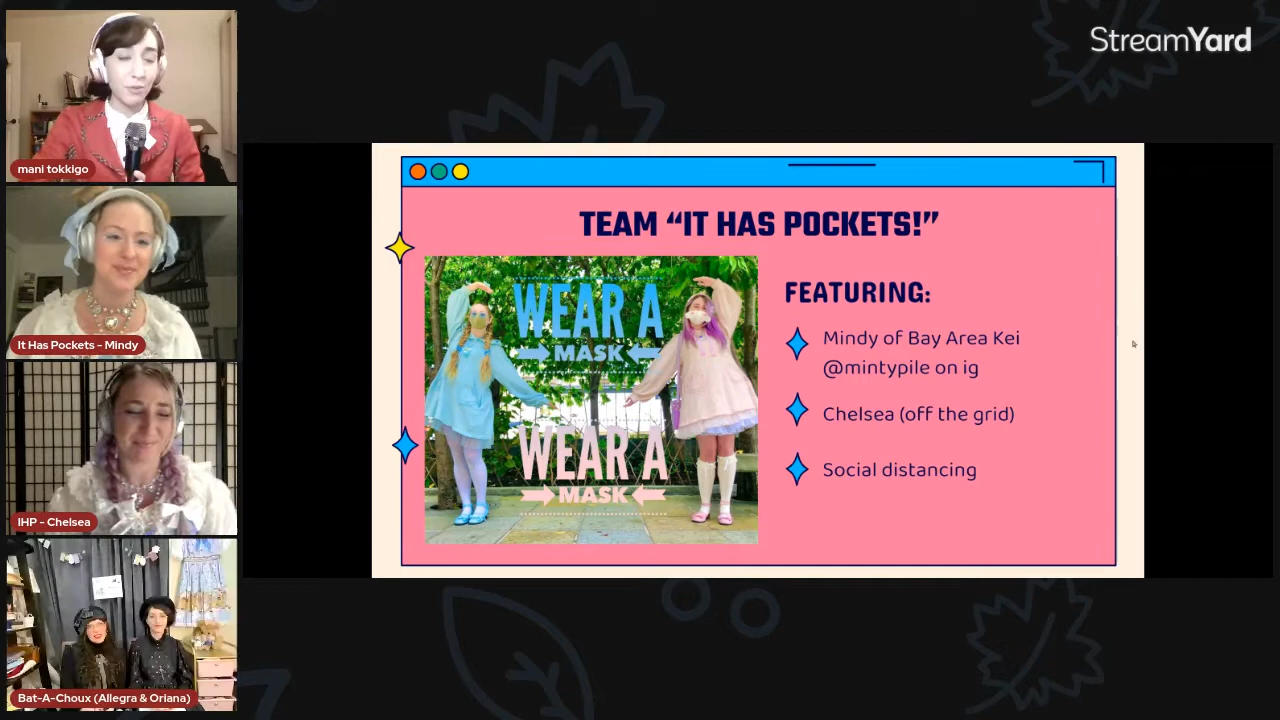 StreamYard
mani tokkigo
It Has Pockets - Mindy
IHP - Chelsea
Bat-A-Choux (Allegra & Oriana)
TEAM “IT HAS POCKETS!”
WEAR A
MASK
WEAR A
MASK
FEATURING:
Mindy of Bay Area Kei
@mintypile on ig
Chelsea (off the grid)
Social distancing